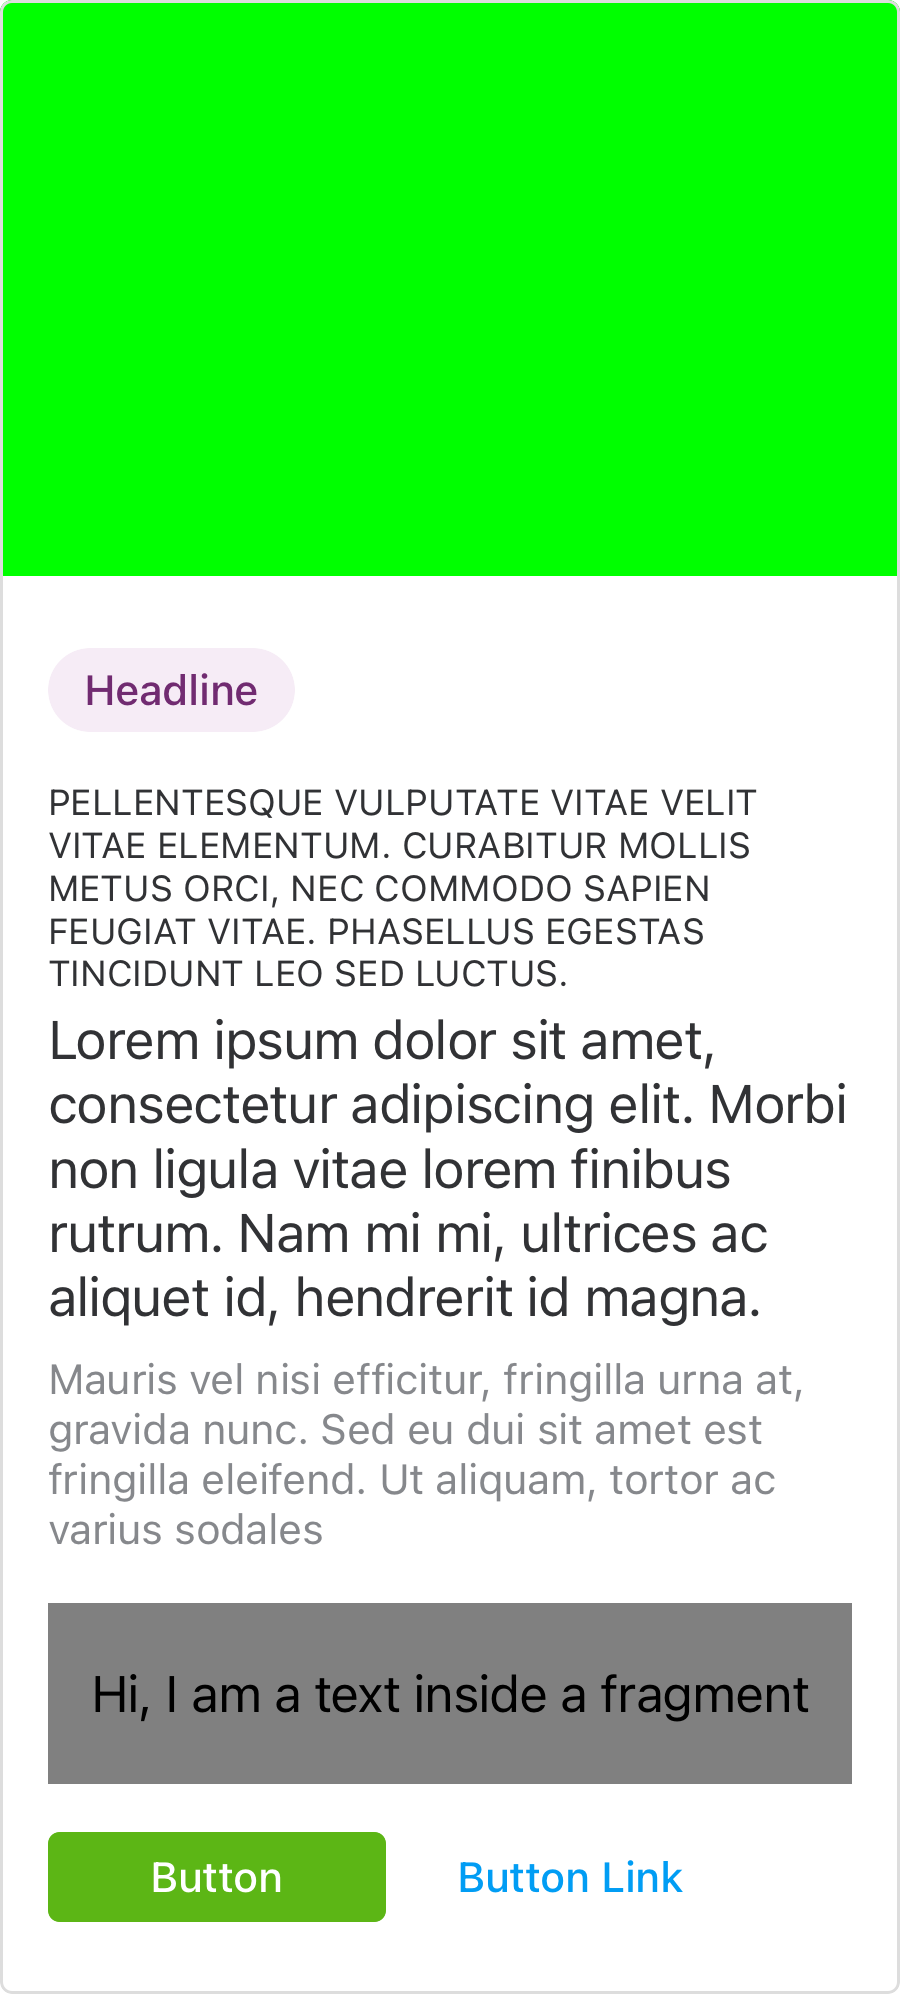 Headline
PELLENTESQUE VULPUTATE VITAE VELIT
VITAE ELEMENTUM. CURABITUR MOLLIS
METUS ORCI, NEC COMMODO SAPIEN
FEUGIAT VITAE. PHASELLUS EGESTAS
TINCIDUNT LEO SED LUCTUS.
Lorem ipsum dolor sit amet,
consectetur adipiscing elit. Morbi
non ligula vitae lorem finibus
rutrum. Nam mi mi, ultrices ac
aliquet id, hendrerit id magna.
Mauris vel nisi efficitur, fringilla urna at,
gravida nunc. Sed eu dui sit amet est
fringilla eleifend. Ut aliquam, tortor ac
varius sodales
Hi, I am a text inside a fragment
Button Button Link